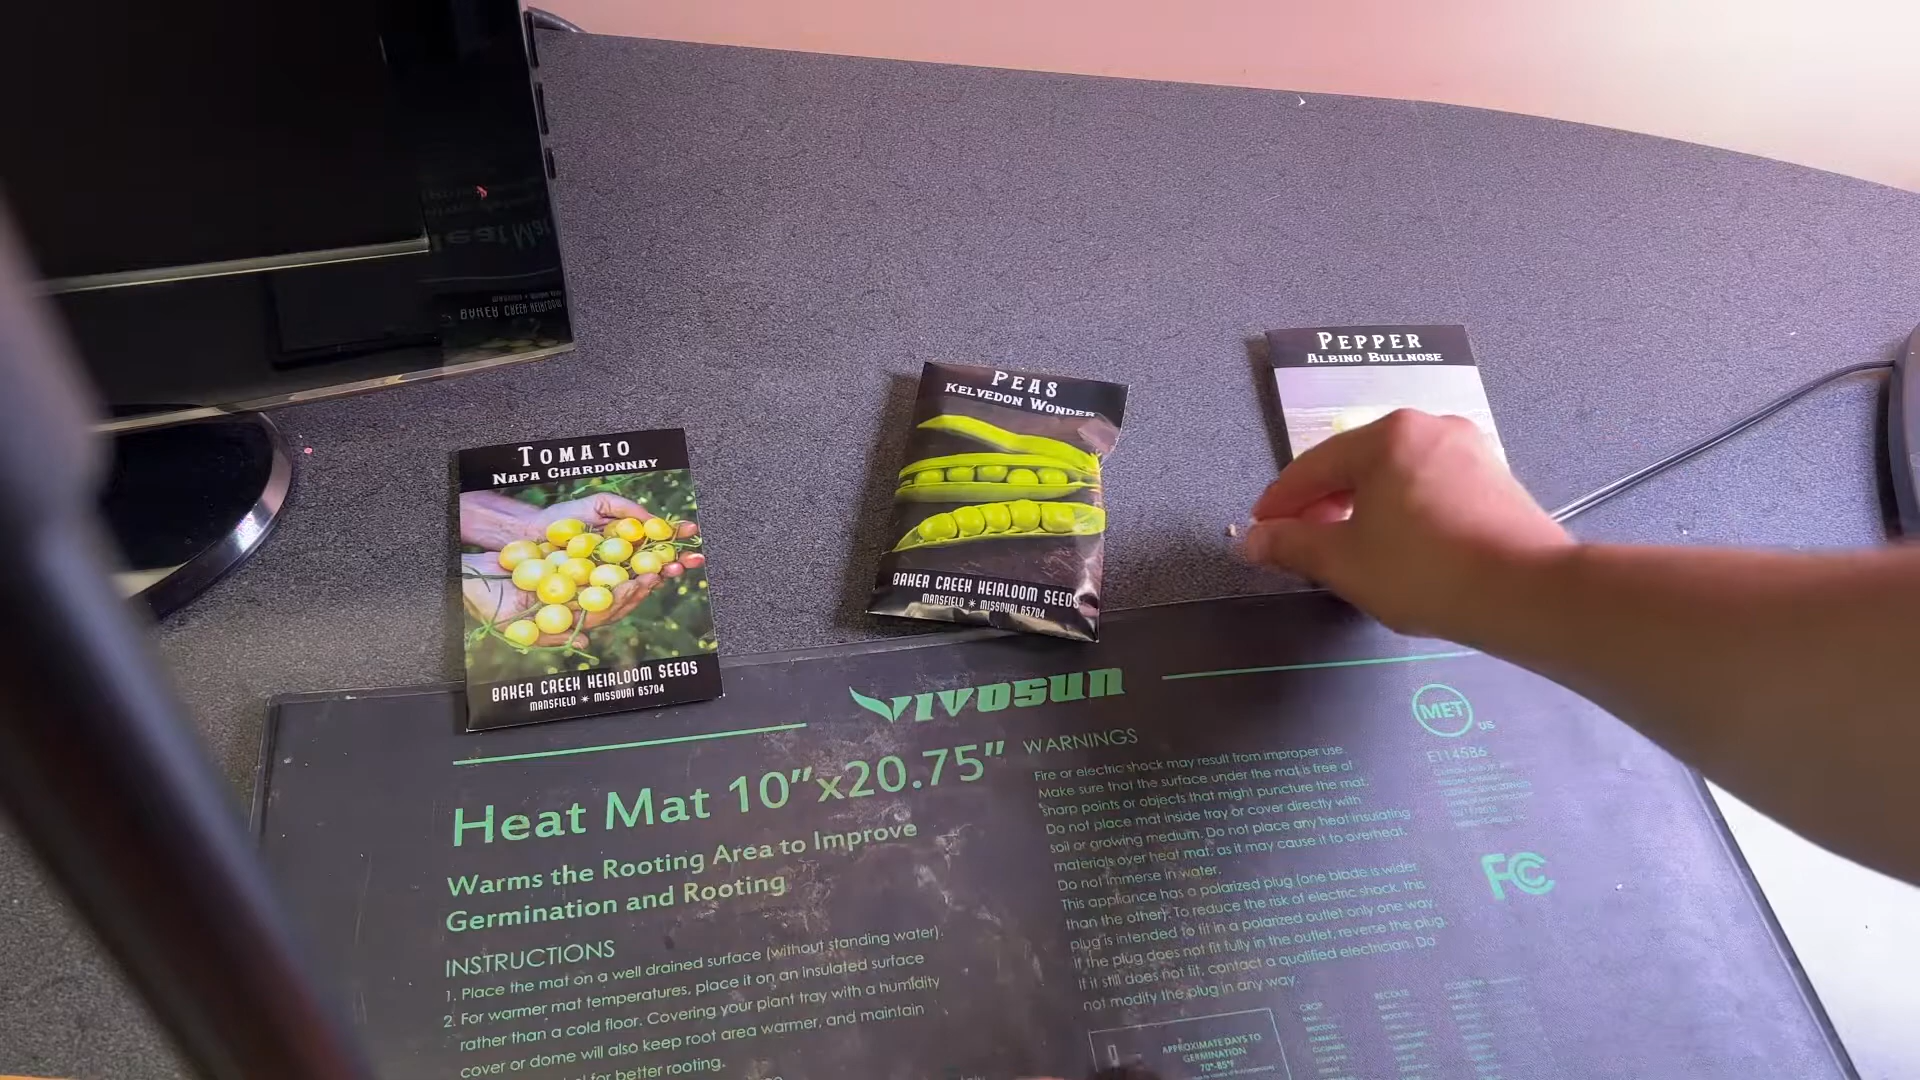 TOMATO
NAPA CHARDONNAY
BAKER CREEK HEIRLOOM SEEDS
MANSFIELD * MISSOURI 65704
PEAS
KELVEDON WONDER
BAKER CREEK HEIRLOOM SEEDS
MANSFIELD * MISSOURI 65704
PEPPER
ALBINO BULLNOSE
VIVOSUN
Heat Mat 10"x20.75"
Warms the Rooting Area to Improve
Germination and Rooting
INSTRUCTIONS
1. Place the mat on a well drained surface (without standing water).
2. For warmer mat temperatures, place it on an insulated surface
rather than a cold floor. Covering your plant tray with a humidity
cover or dome will also keep root area warmer, and maintain
for better rooting.
WARNINGS
Fire or electric shock may result from improper use.
Make sure that the surface under the mat is free of
sharp points or objects that might puncture the mat.
Do not place mat inside tray or cover directly with
soil or growing medium. Do not place any heat insulating
materials over heat mat, as it may cause it to overheat.
Do not immerse in water.
This appliance has a polarized plug (one blade is wider
than the other). To reduce the risk of electric shock, this
plug is intended to fit in a polarized outlet only one way.
If the plug does not fit fully in the outlet, reverse the plug.
If it still does not fit, contact a qualified electrician. Do
not modify the plug in any way.
APPROXIMATE DAYS TO
GERMINATION
70°-85°F
MET
US
E114586
FC